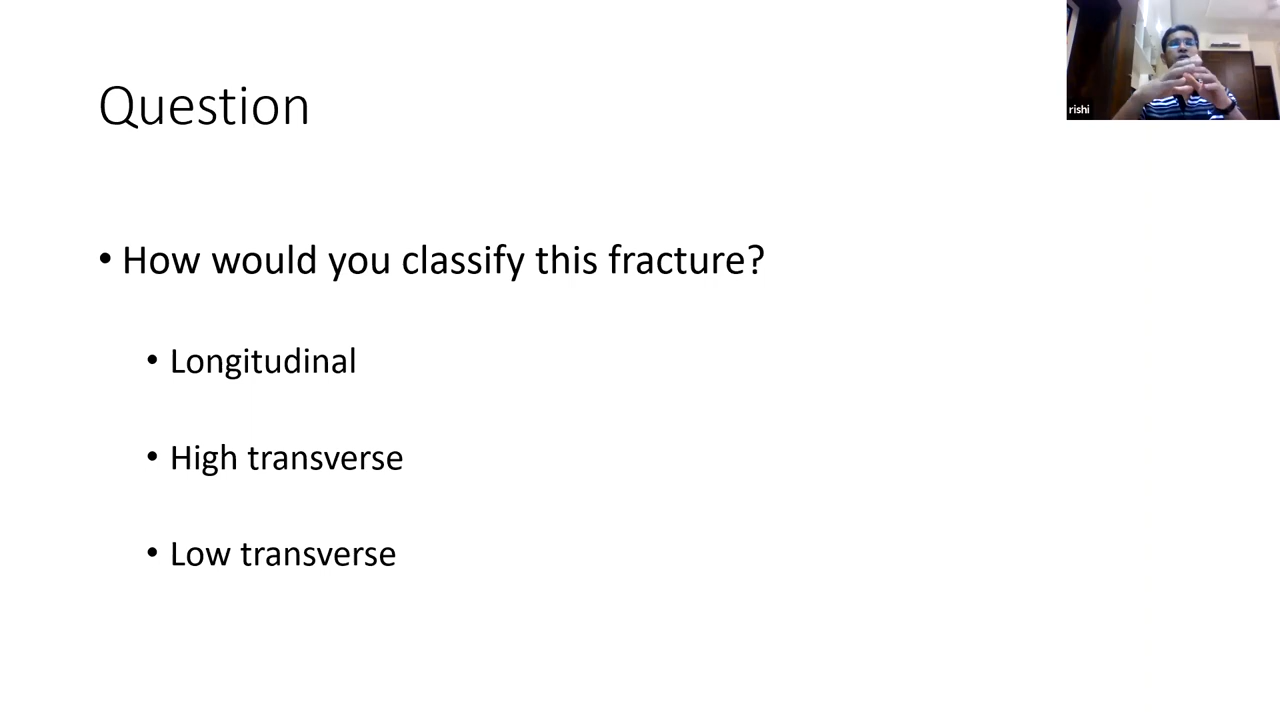 Question
rishi
• How would you classify this fracture?
• Longitudinal
• High transverse
• Low transverse